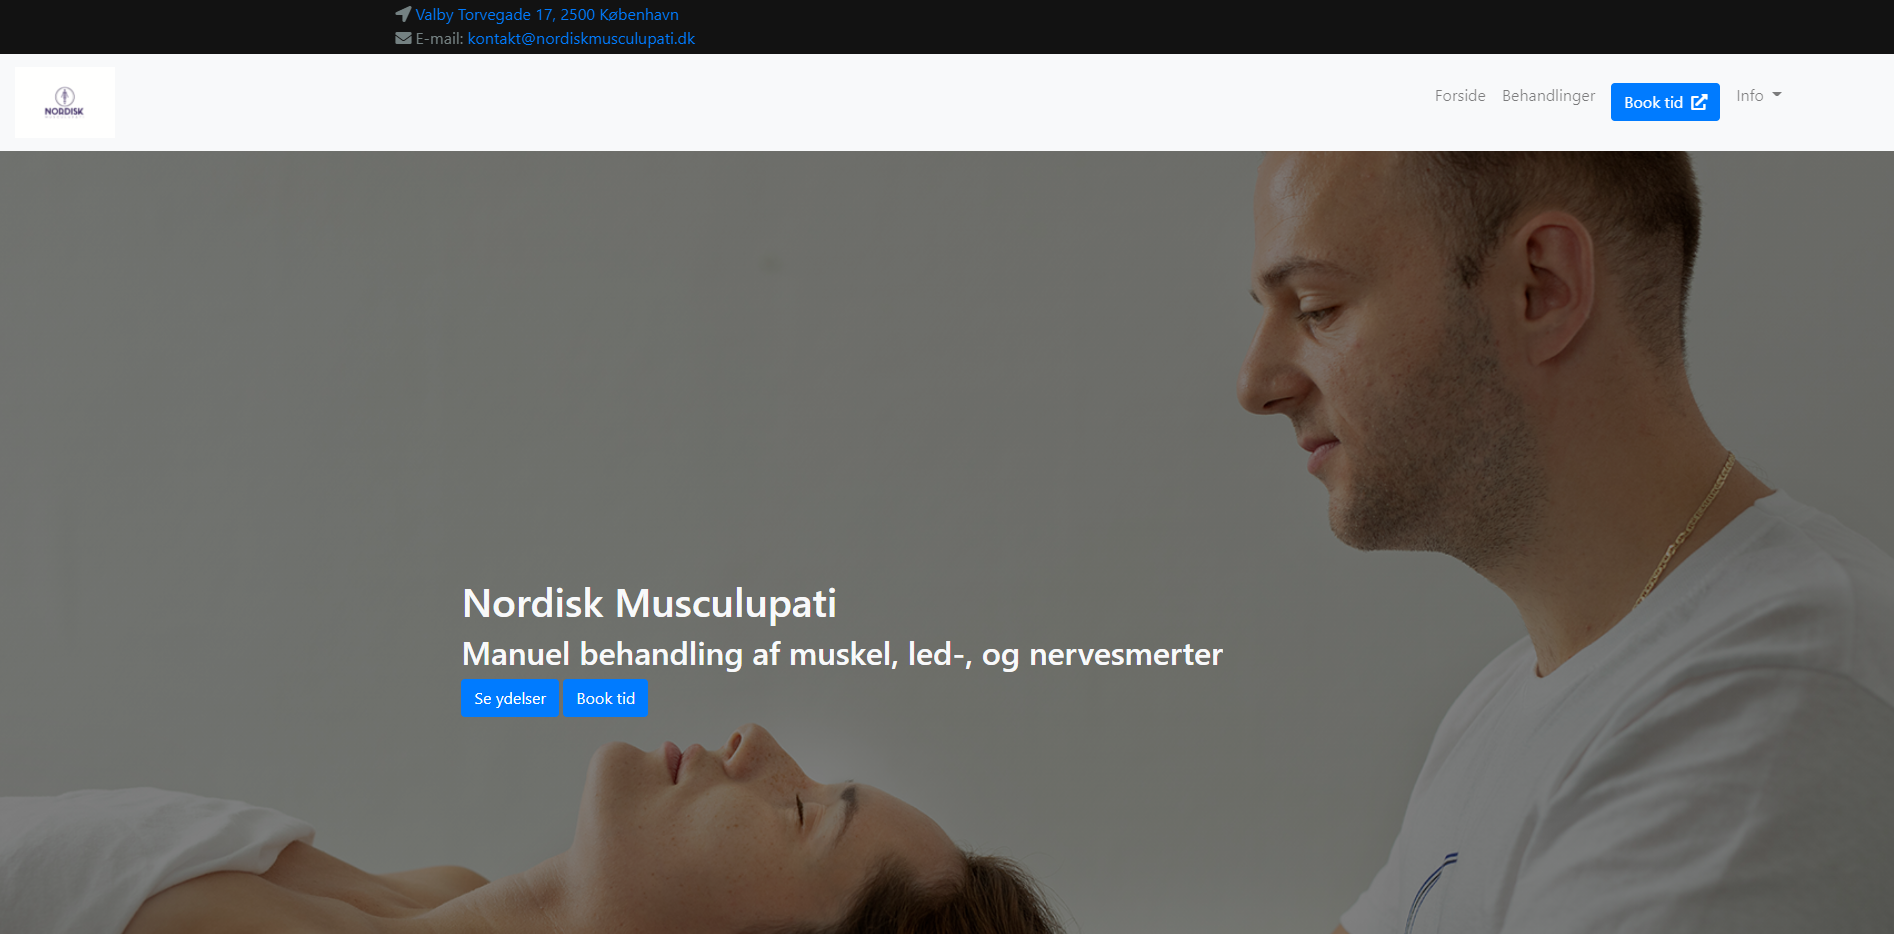 Valby Torvegade 17, 2500 København
E-mail: kontakt@nordiskmusculupati.dk
NORDISK
Forside Behandlinger Book tid Info
Nordisk Musculupati
Manuel behandling af muskel, led-, og nervesmerter
Se ydelser Book tid